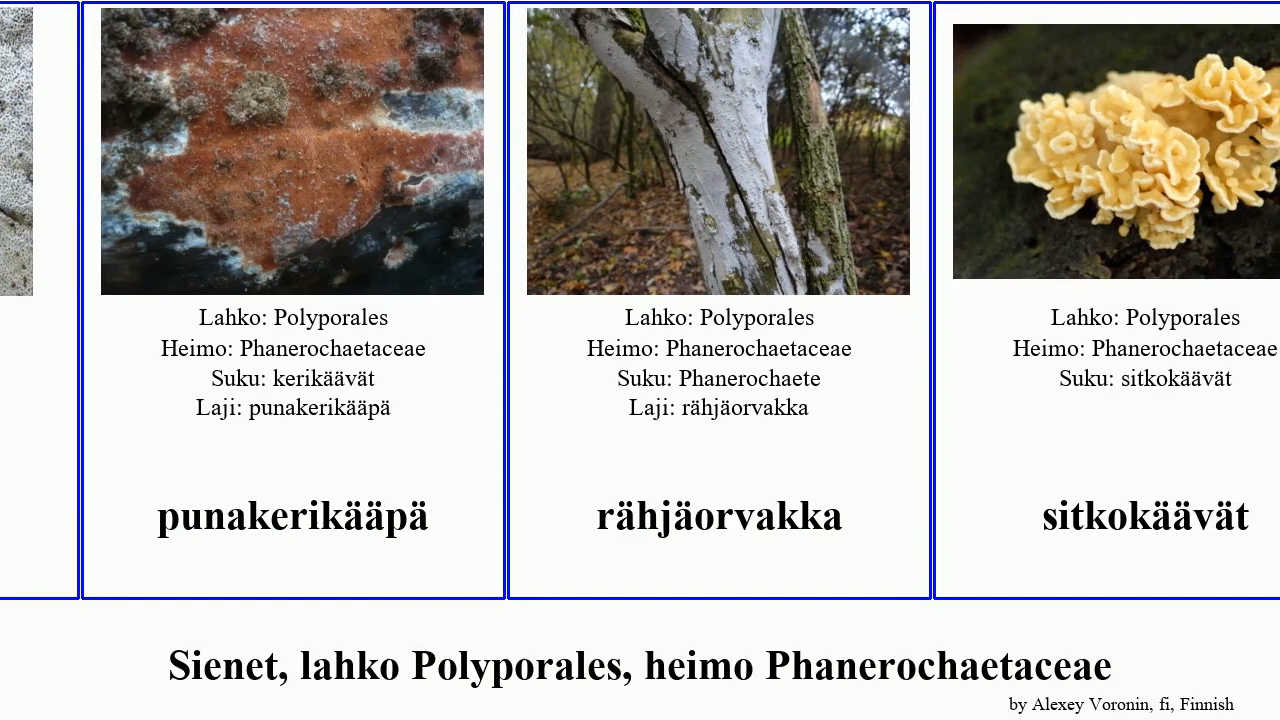 Lahko: Polyporales
Heimo: Phanerochaetaceae
Suku: kerikäävät
Laji: punakerikääpä
punakerikääpä
Lahko: Polyporales
Heimo: Phanerochaetaceae
Suku: Phanerochaete
Laji: rähjäorvakka
rähjäorvakka
Lahko: Polyporales
Heimo: Phanerochaetaceae
Suku: sitkokäävät
sitkokäävät
Sienet, lahko Polyporales, heimo Phanerochaetaceae
by Alexey Voronin, fi, Finnish